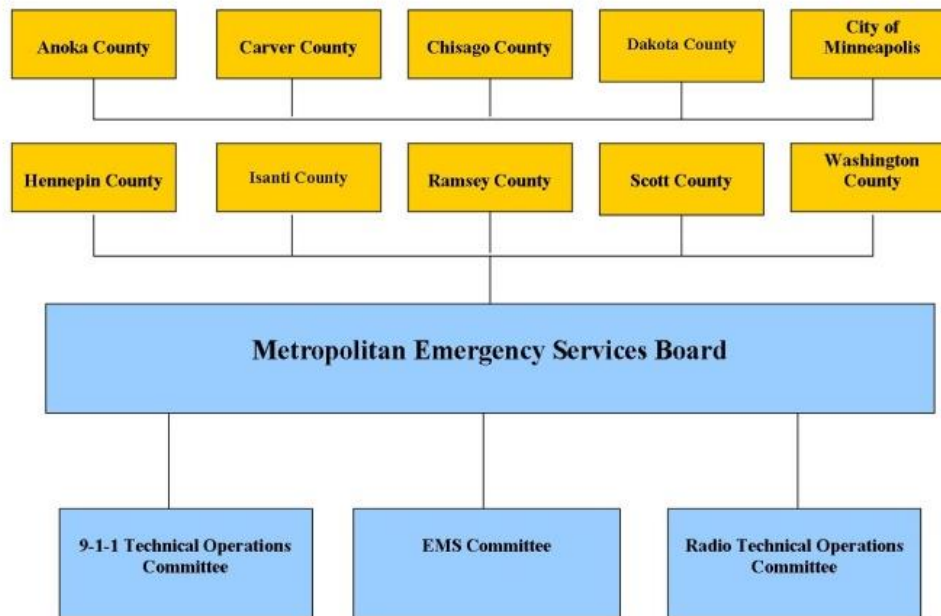 Anoka County
Carver County
Chisago County
Dakota County
City of
Minneapolis
Hennepin County
Isanti County
Ramsey County
Scott County
Washington
County
Metropolitan Emergency Services Board
9-1-1 Technical Operations
Committee
EMS Committee
Radio Technical Operations
Committee